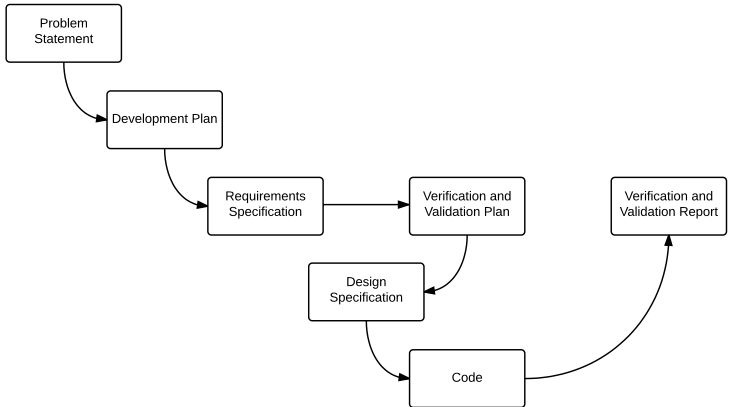 Problem
Statement
Development Plan
Requirements
Specification
Verification and
Validation Plan
Verification and
Validation Report
Design
Specification
Code